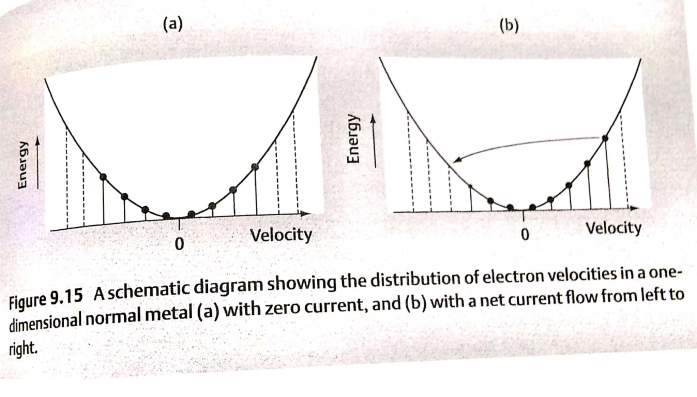 (a)
(b)
Energy
Energy
0
Velocity
0
Velocity
Figure 9.15 A schematic diagram showing the distribution of electron velocities in a one-
dimensional normal metal (a) with zero current, and (b) with a net current flow from left to
right.